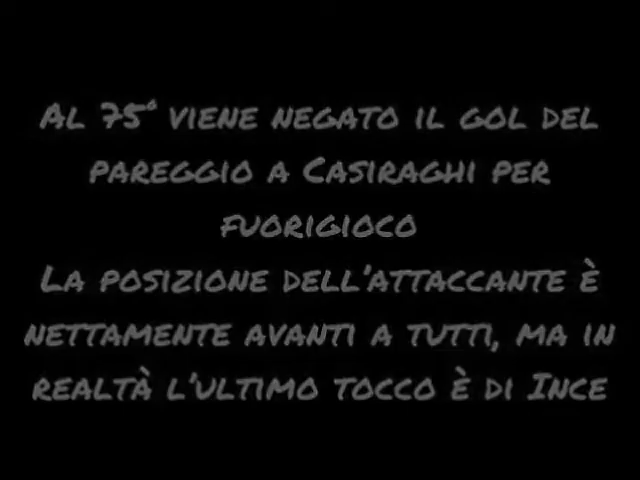 Al 75° viene negato il gol del
pareggio a Casiraghi per
fuorigioco
La posizione dell'attaccante è
nettamente avanti a tutti, ma in
realtà l'ultimo tocco è di Ince